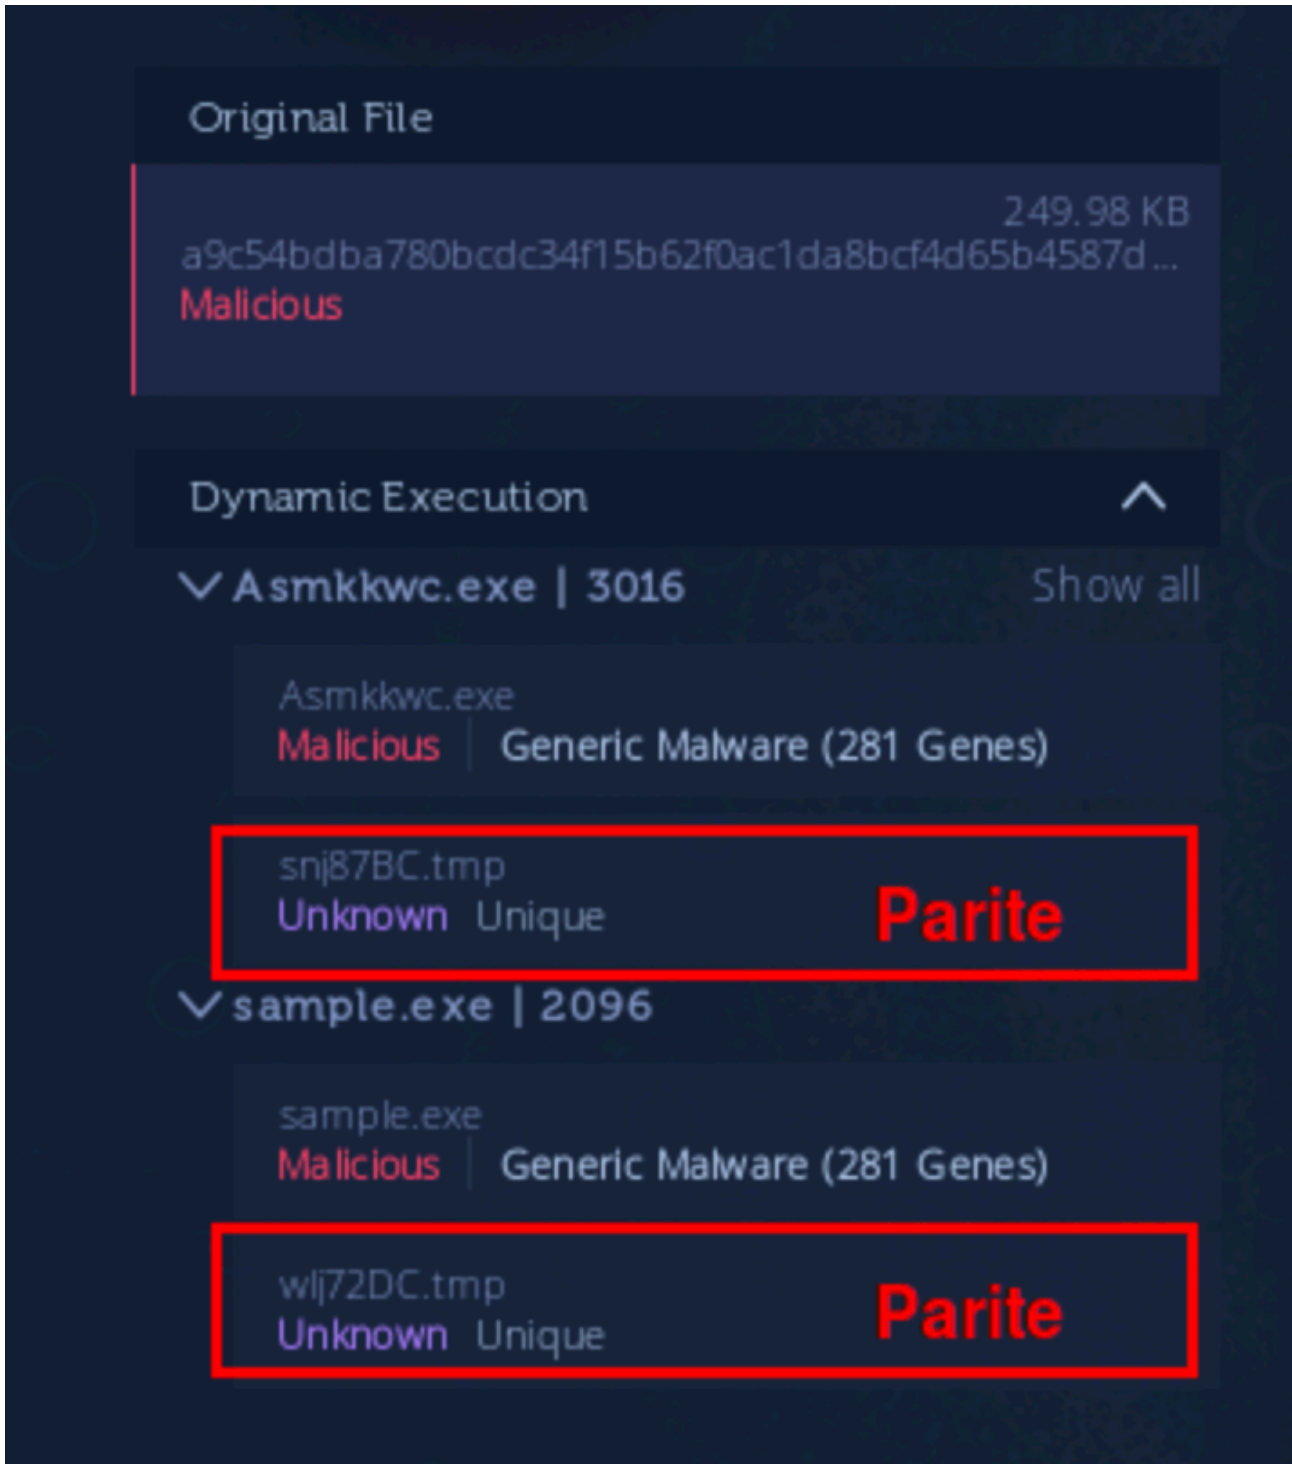 Original File
249.98 KB
a9c54bdba780bcdc34f15b62f0ac1da8bcf4d65b4587d...
Malicious
Dynamic Execution
Asmkkwc.exe | 3016 Show all
Asmkkwc.exe
Malicious Generic Malware (281 Genes)
snj87BC.tmp
Unknown Unique Parite
sample.exe | 2096
sample.exe
Malicious Generic Malware (281 Genes)
wlj72DC.tmp
Unknown Unique Parite